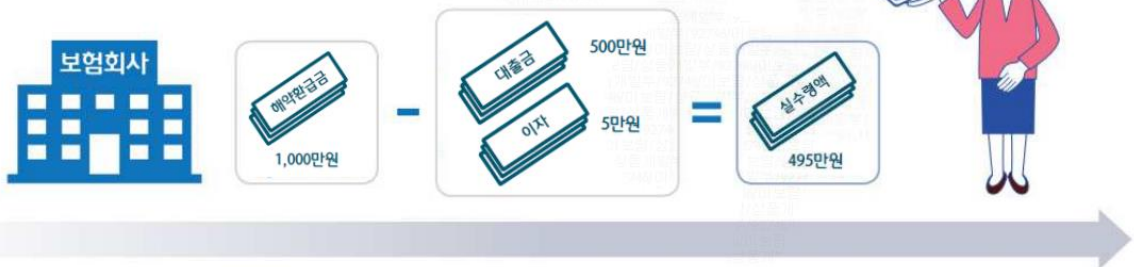 보험회사
해약환급금
1,000만원
-
대출금
500만원
이자
5만원
=
실수령액
495만원